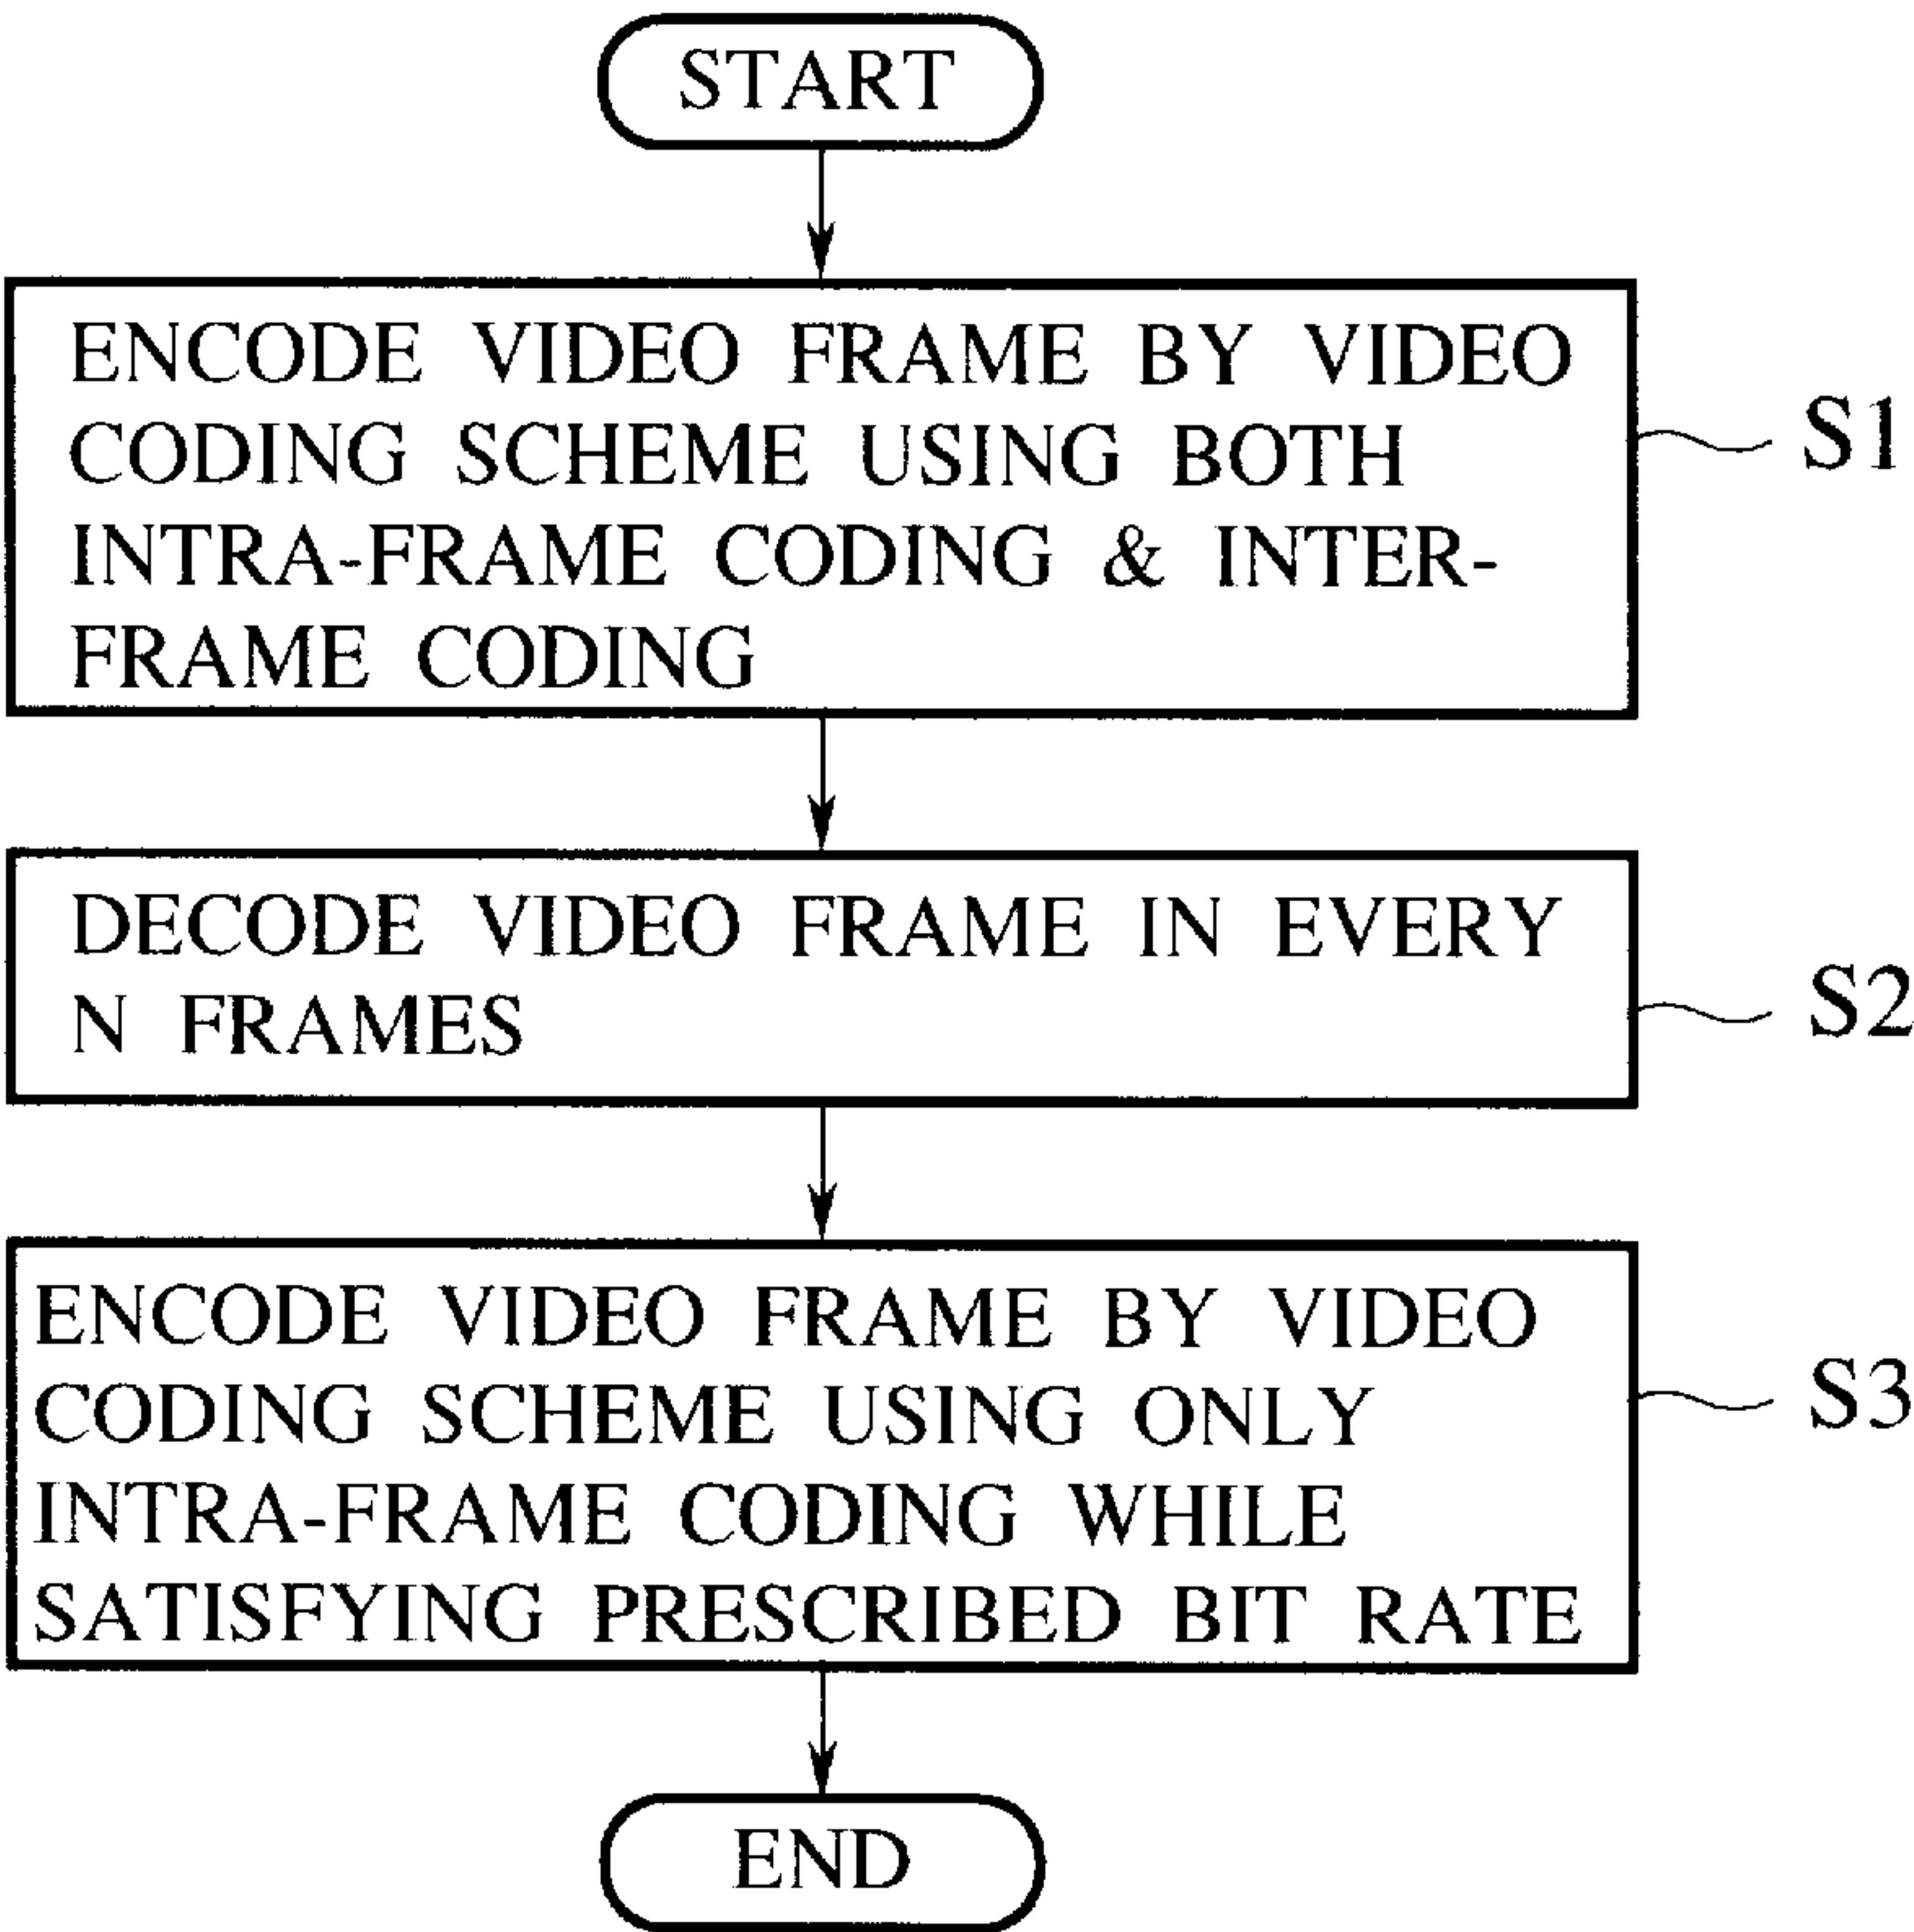 START
ENCODE VIDEO FRAME BY VIDEO
CODING SCHEME USING BOTH
INTRA-FRAME CODING & INTER-
FRAME CODING
S1
DECODE VIDEO FRAME IN EVERY
N FRAMES
S2
ENCODE VIDEO FRAME BY VIDEO
CODING SCHEME USING ONLY
INTRA-FRAME CODING WHILE
SATISFYING PRESCRIBED BIT RATE
S3
END